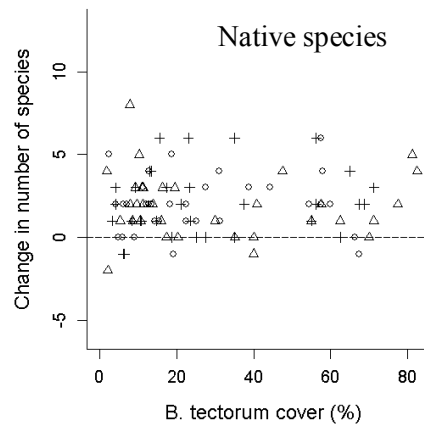 Native species
Change in number of species
10
5
0
-5
0 20 40 60 80
B. tectorum cover (%)